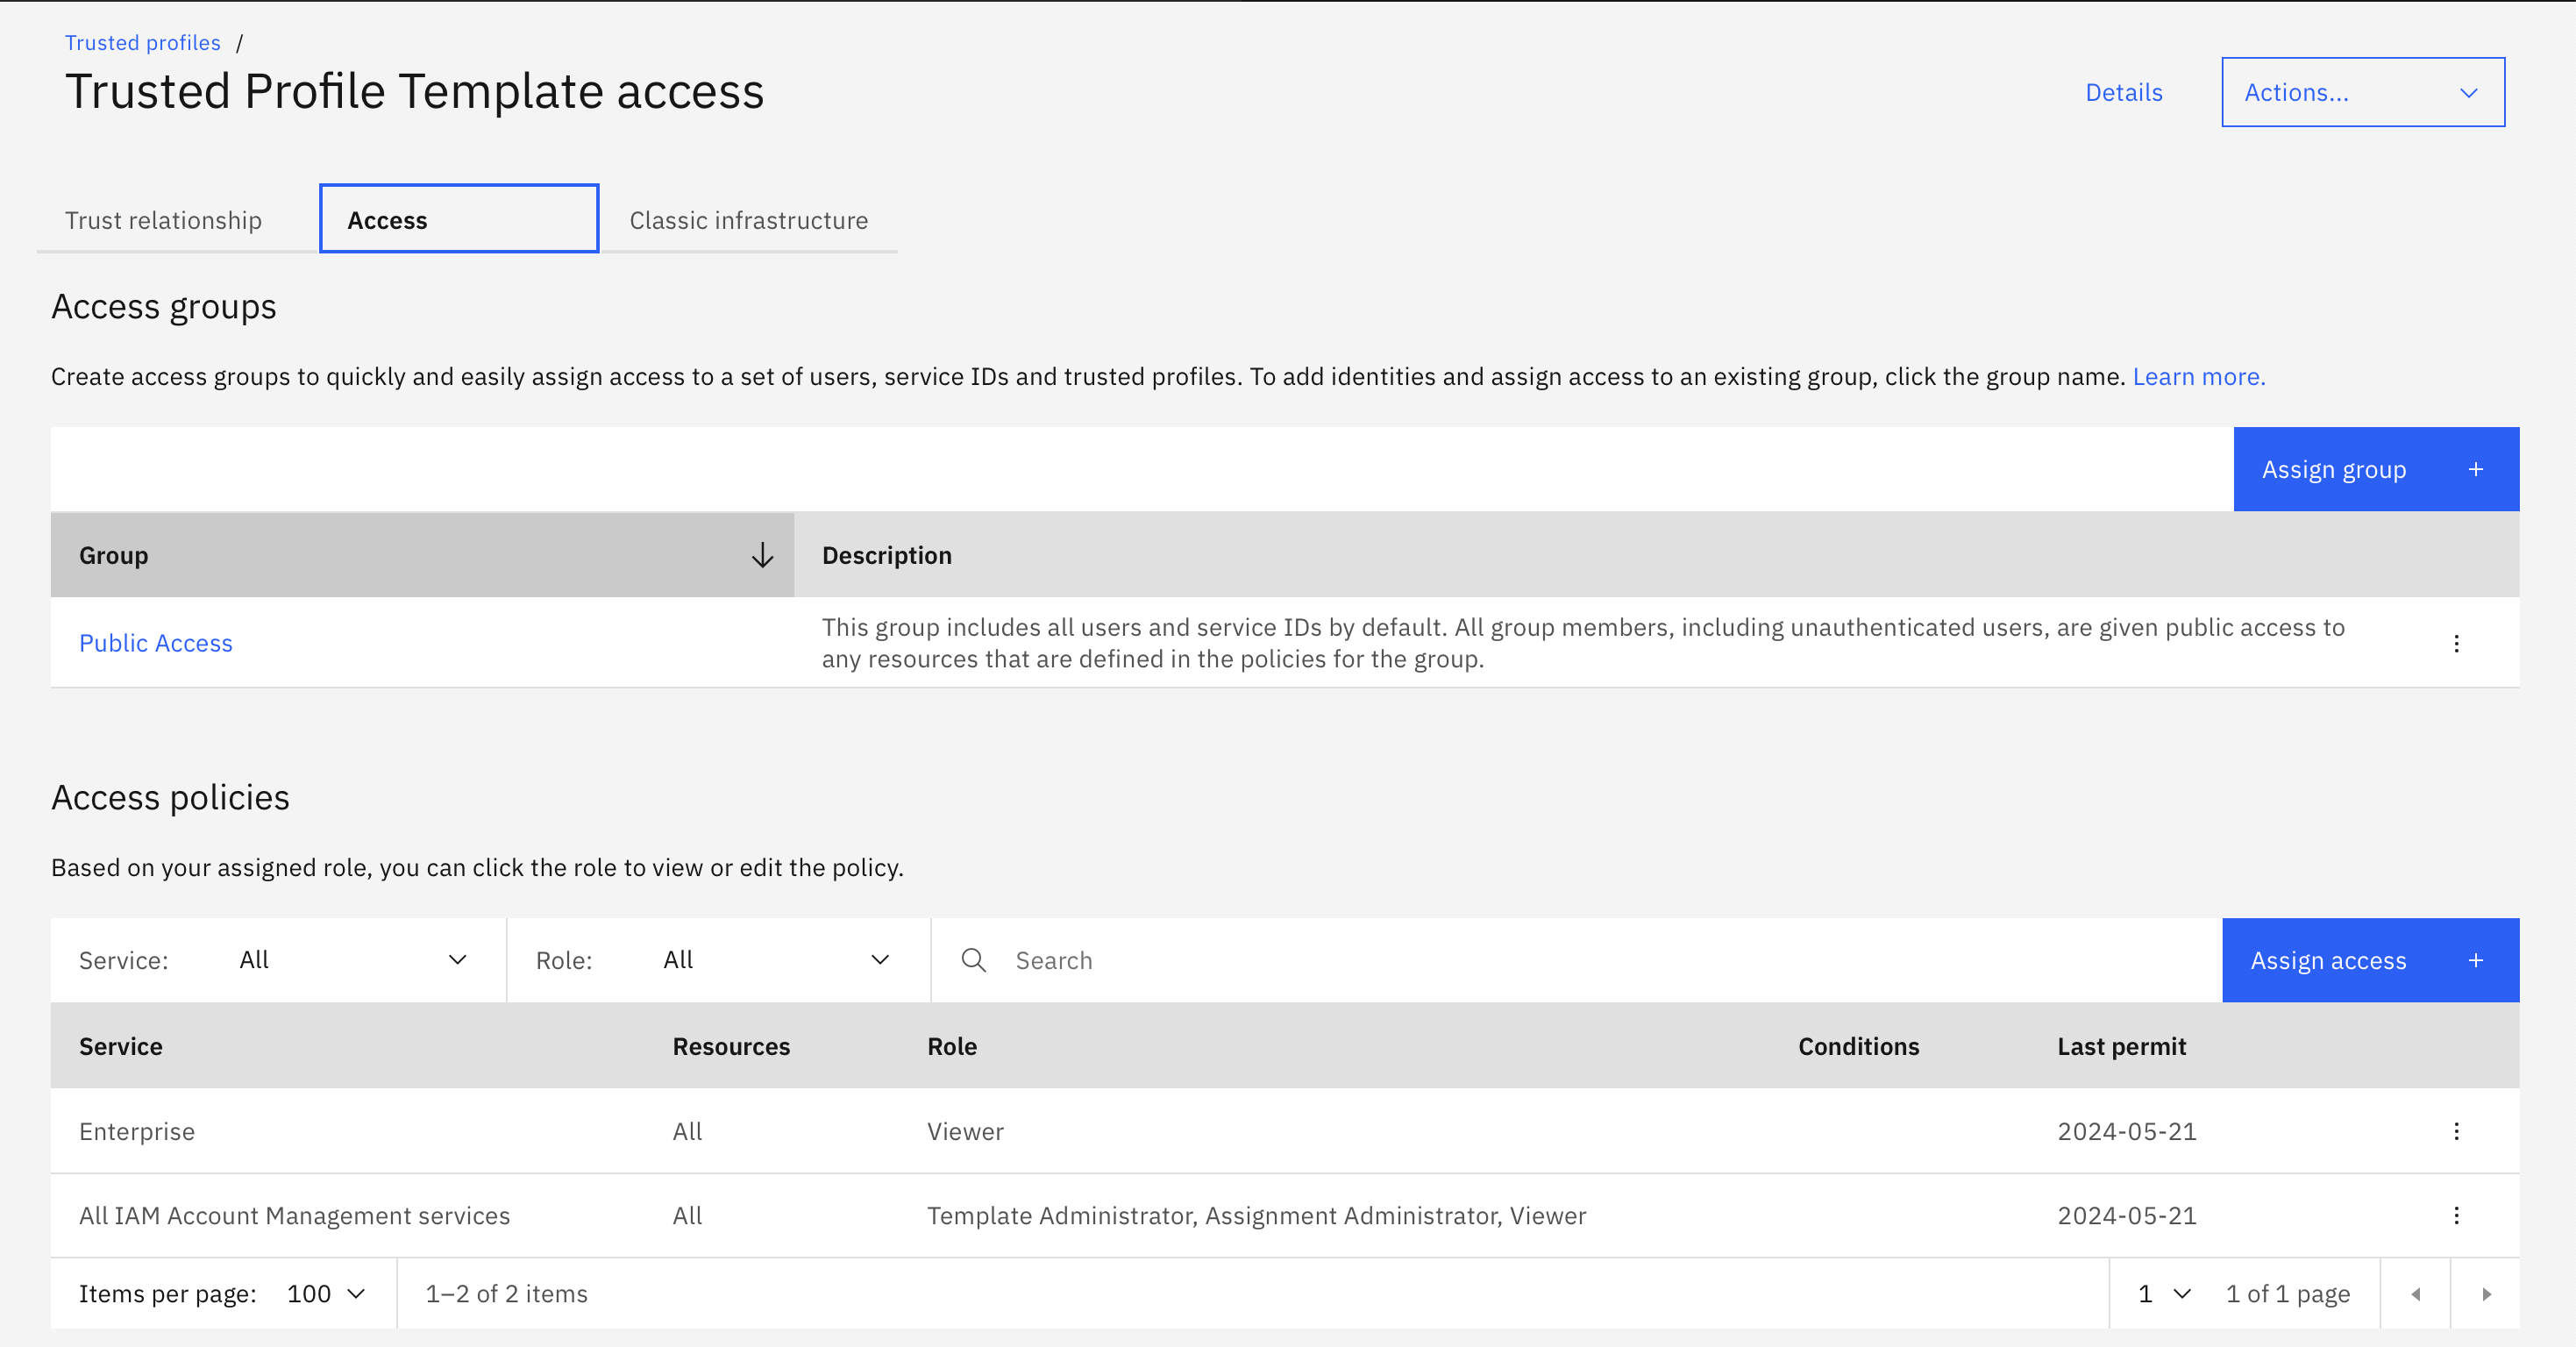 Trusted profiles /
Trusted Profile Template access
Details
Actions...
Trust relationship
Access
Classic infrastructure
Access groups
Create access groups to quickly and easily assign access to a set of users, service IDs and trusted profiles. To add identities and assign access to an existing group, click the group name. Learn more.
Assign group +
Group
Description
Public Access
This group includes all users and service IDs by default. All group members, including unauthenticated users, are given public access to
any resources that are defined in the policies for the group.
Access policies
Based on your assigned role, you can click the role to view or edit the policy.
Service: All
Role: All
Search
Assign access +
Service Resources Role Conditions Last permit
Enterprise All Viewer 2024-05-21
All IAM Account Management services All Template Administrator, Assignment Administrator, Viewer 2024-05-21
Items per page: 100
1–2 of 2 items
1
1 of 1 page